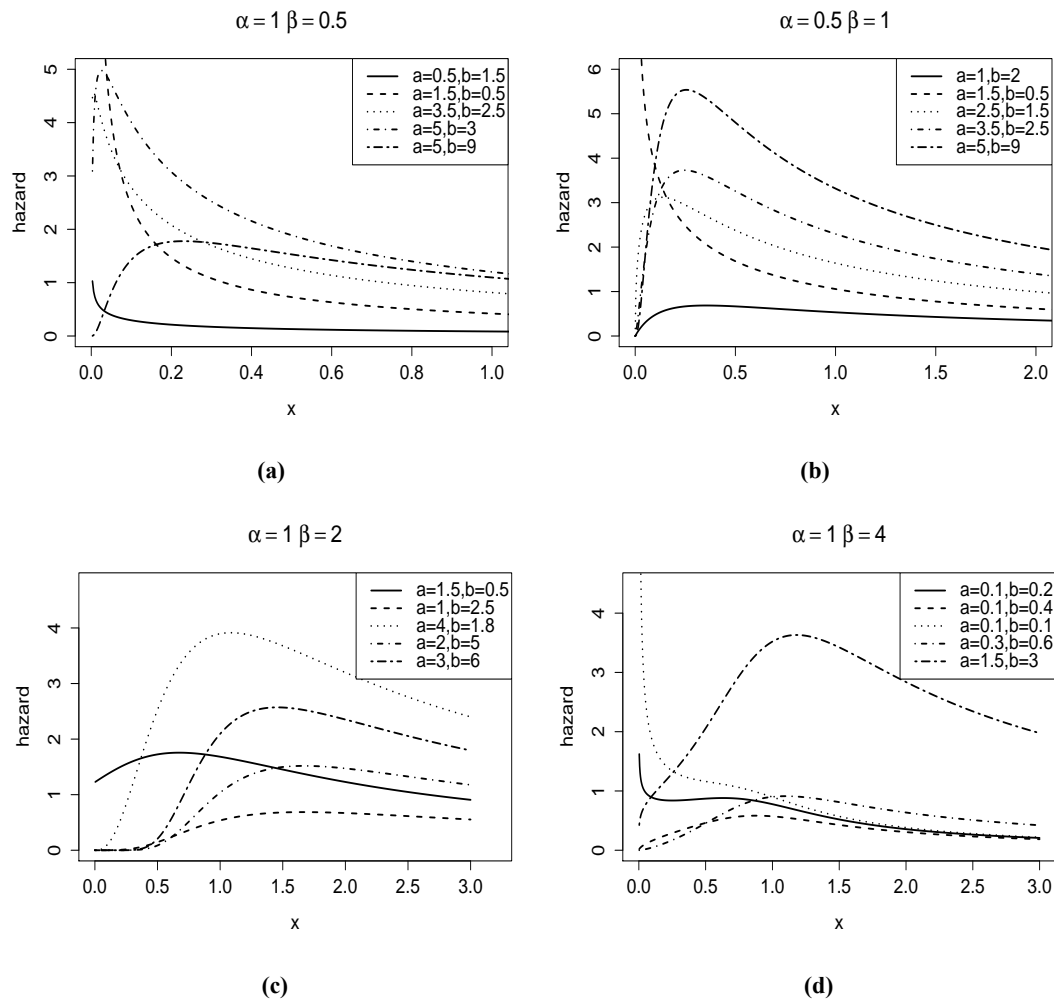 α = 1 β = 0.5
hazard
5
4
3
2
1
0
a=0.5,b=1.5
a=1.5,b=0.5
a=3.5,b=2.5
a=5,b=3
a=5,b=9
0.0 0.2 0.4 0.6 0.8 1.0
x
(a)
α = 0.5 β = 1
hazard
6
5
4
3
2
1
0
a=1,b=2
a=1.5,b=0.5
a=2.5,b=1.5
a=3.5,b=2.5
a=5,b=9
0.0 0.5 1.0 1.5 2.0
x
(b)
α = 1 β = 2
hazard
4
3
2
1
0
a=1.5,b=0.5
a=1,b=2.5
a=4,b=1.8
a=2,b=5
a=3,b=6
0.0 0.5 1.0 1.5 2.0 2.5 3.0
x
(c)
α = 1 β = 4
hazard
4
3
2
1
0
a=0.1,b=0.2
a=0.1,b=0.4
a=0.1,b=0.1
a=0.3,b=0.6
a=1.5,b=3
0.0 0.5 1.0 1.5 2.0 2.5 3.0
x
(d)